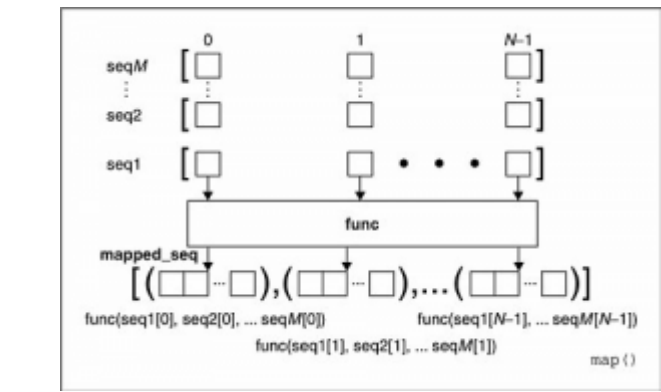 0 1 N–1
seqM [ ]
seq2 [ ]
seq1 [ • • • ]
func
mapped_seq
[( ... ),( ... ),...( ... )]
func(seq1[0], seq2[0], ... seqM[0]) func(seq1[N–1], ... seqM[N–1])
func(seq1[1], seq2[1], ... seqM[1])
map()